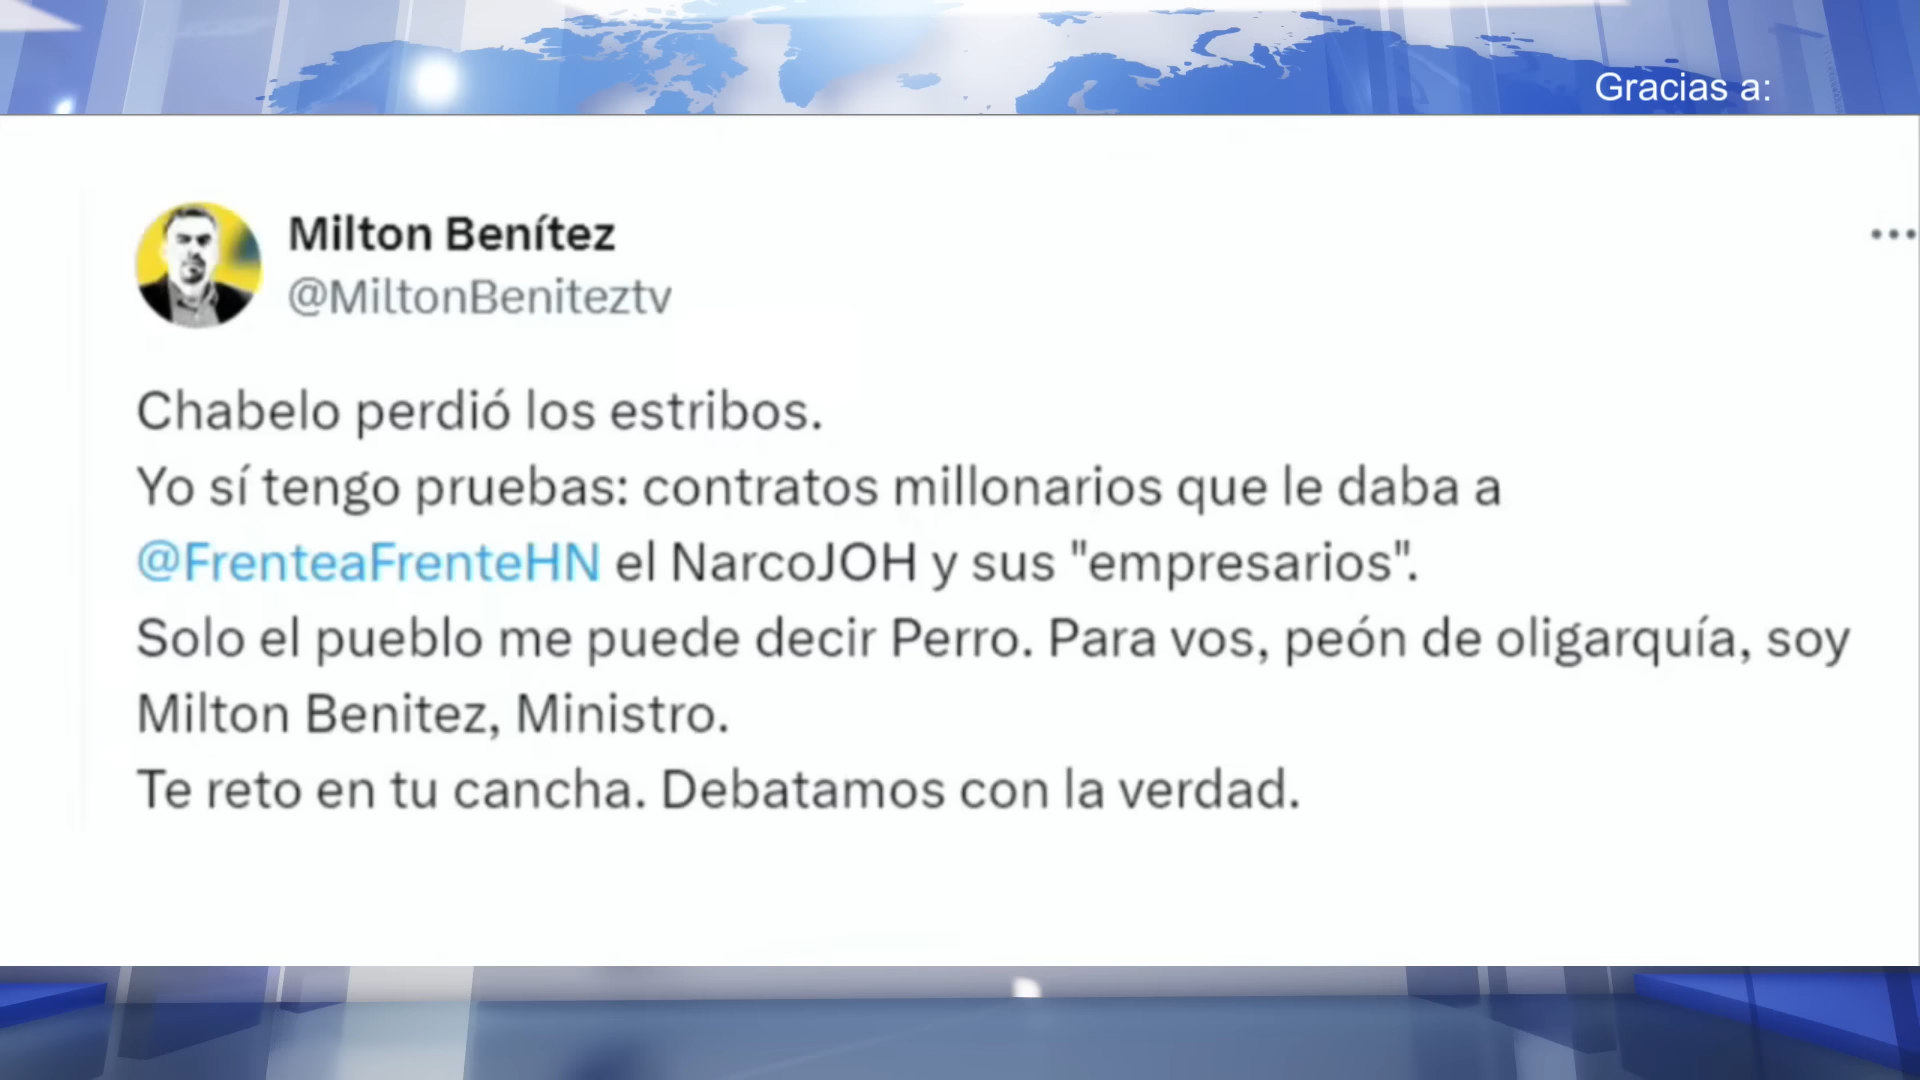 Gracias a:
Milton Benítez
@MiltonBeniteztv
Chabelo perdió los estribos.
Yo sí tengo pruebas: contratos millonarios que le daba a
@FrenteaFrenteHN el NarcoJOH y sus "empresarios".
Solo el pueblo me puede decir Perro. Para vos, peón de oligarquía, soy
Milton Benitez, Ministro.
Te reto en tu cancha. Debatamos con la verdad.